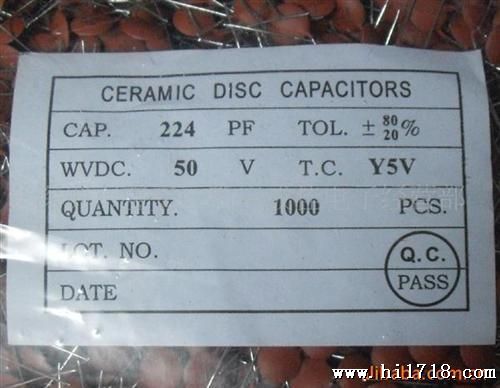 CERAMIC DISC CAPACITORS
CAP. 224 PF TOL. ± 80 20 %
WVDC. 50 V T.C. Y5V
QUANTITY. 1000 PCS.
LOT. NO.
Q.C.
PASS
DATE
www.hi1718.com